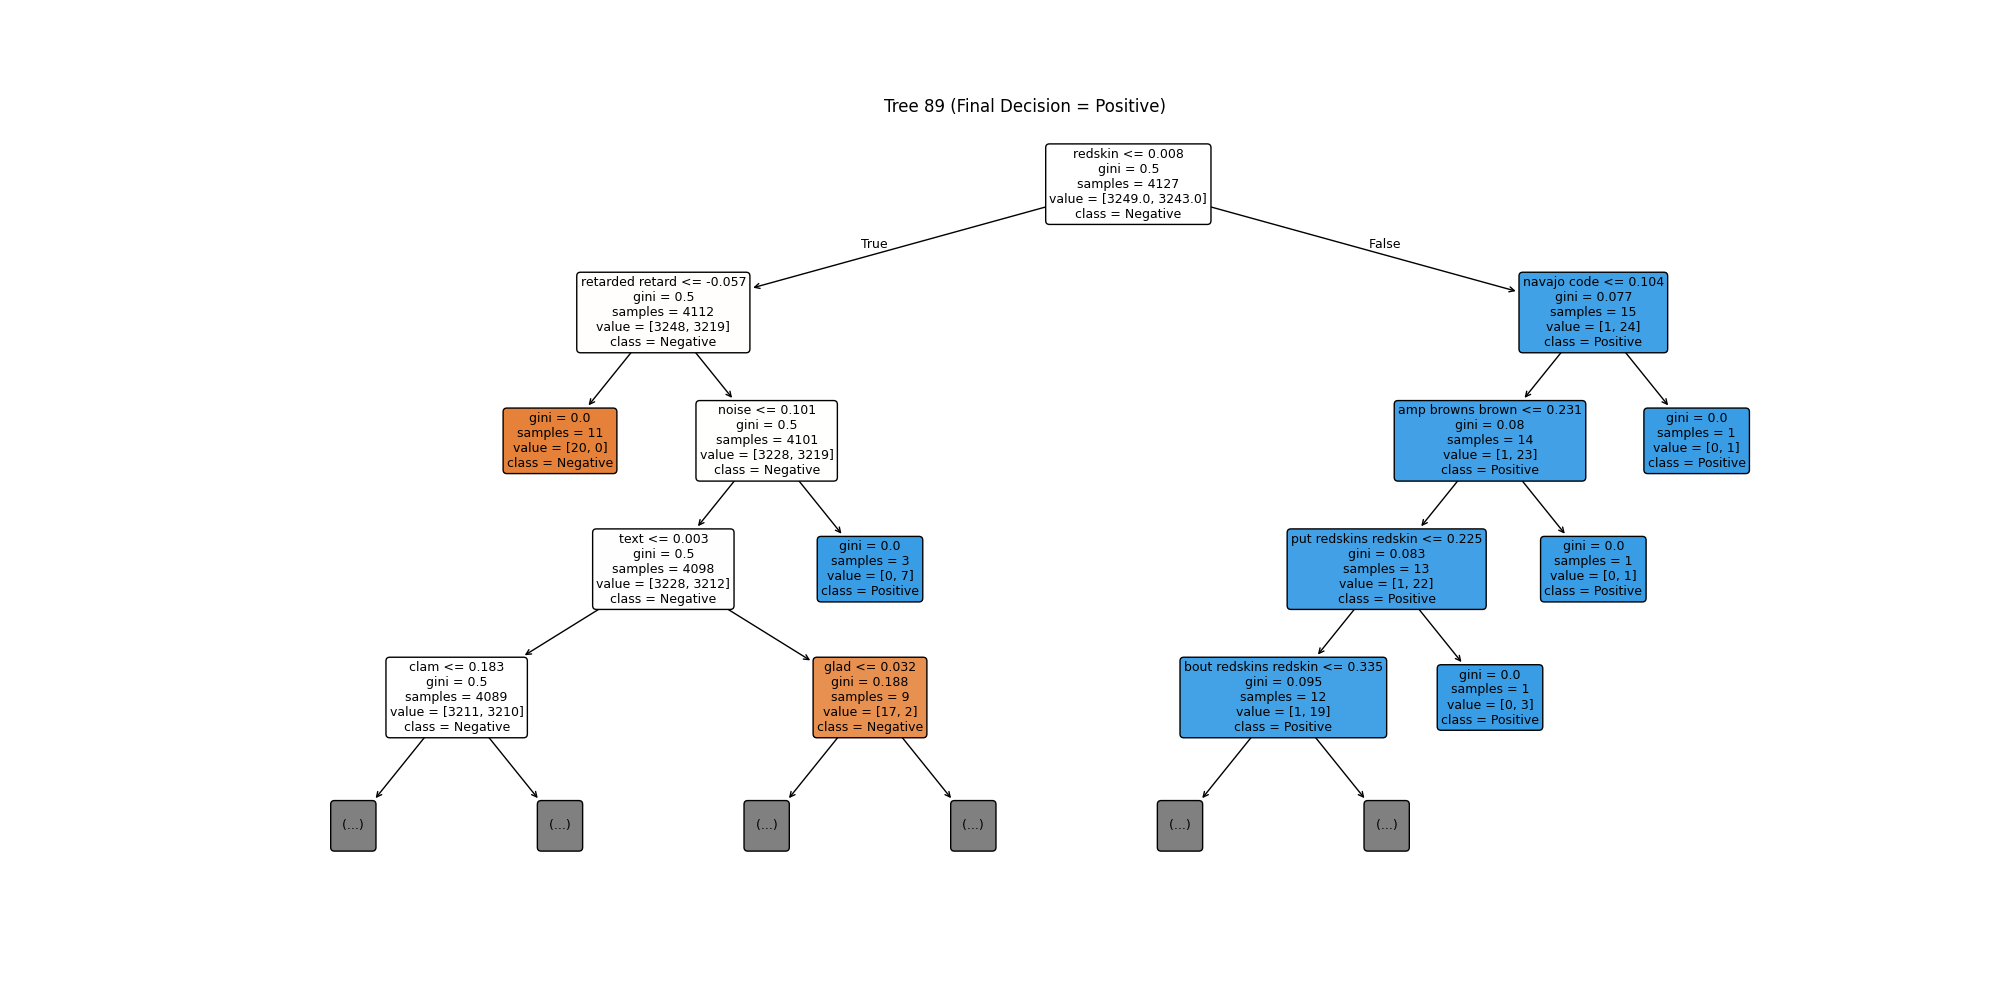 Tree 89 (Final Decision = Positive)
redskin <= 0.008
gini = 0.5
samples = 4127
value = [3249.0, 3243.0]
class = Negative
True
False
retarded retard <= -0.057
gini = 0.5
samples = 4112
value = [3248, 3219]
class = Negative
navajo code <= 0.104
gini = 0.077
samples = 15
value = [1, 24]
class = Positive
gini = 0.0
samples = 11
value = [20, 0]
class = Negative
noise <= 0.101
gini = 0.5
samples = 4101
value = [3228, 3219]
class = Negative
amp browns brown <= 0.231
gini = 0.08
samples = 14
value = [1, 23]
class = Positive
gini = 0.0
samples = 1
value = [0, 1]
class = Positive
text <= 0.003
gini = 0.5
samples = 4098
value = [3228, 3212]
class = Negative
gini = 0.0
samples = 3
value = [0, 7]
class = Positive
put redskins redskin <= 0.225
gini = 0.083
samples = 13
value = [1, 22]
class = Positive
gini = 0.0
samples = 1
value = [0, 1]
class = Positive
clam <= 0.183
gini = 0.5
samples = 4089
value = [3211, 3210]
class = Negative
glad <= 0.032
gini = 0.188
samples = 9
value = [17, 2]
class = Negative
bout redskins redskin <= 0.335
gini = 0.095
samples = 12
value = [1, 19]
class = Positive
gini = 0.0
samples = 1
value = [0, 3]
class = Positive
(...)
(...)
(...)
(...)
(...)
(...)